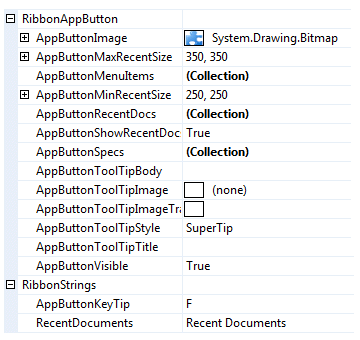 RibbonAppButton
AppButtonImage System.Drawing.Bitmap
AppButtonMaxRecentSize 350, 350
AppButtonMenuItems (Collection)
AppButtonMinRecentSize 250, 250
AppButtonRecentDocs (Collection)
AppButtonShowRecentDoc True
AppButtonSpecs (Collection)
AppButtonToolTipBody
AppButtonToolTipImage (none)
AppButtonToolTipImageTra
AppButtonToolTipStyle SuperTip
AppButtonToolTipTitle
AppButtonVisible True
RibbonStrings
AppButtonKeyTip F
RecentDocuments Recent Documents